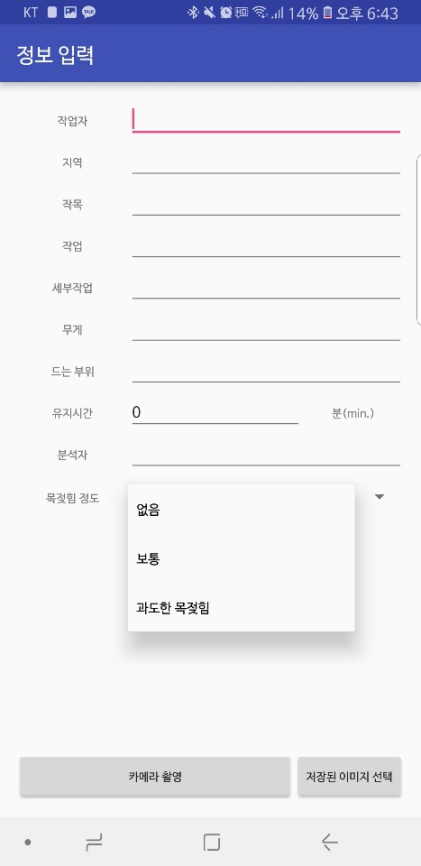 KT 14% 오후 6:43
정보 입력
작업자
지역
작목
작업
세부작업
무게
드는 부위
유지시간 0 분(min.)
분석자
목젖힘 정도
없음
보통
과도한 목젖힘
카메라 촬영 저장된 이미지 선택